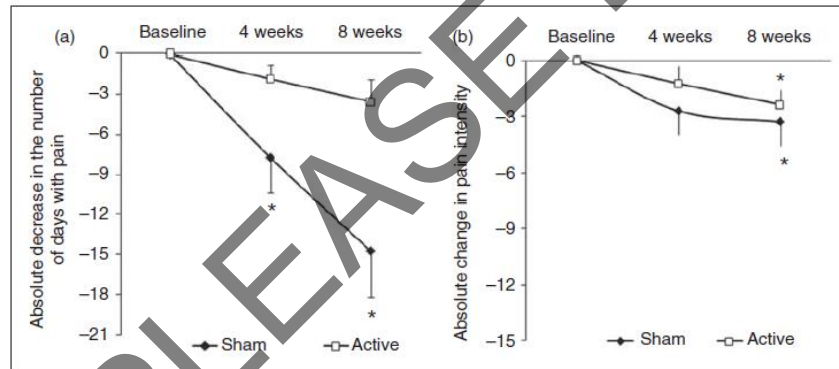 (a)
Baseline 4 weeks 8 weeks
0
−3
−6
−9
−12
−15
−18
−21
Absolute decrease in the number
of days with pain
*
*
Sham Active
(b)
Baseline 4 weeks 8 weeks
0
−3
−6
−9
−12
−15
Absolute change in pain intensity
*
*
Sham Active
PLEASE